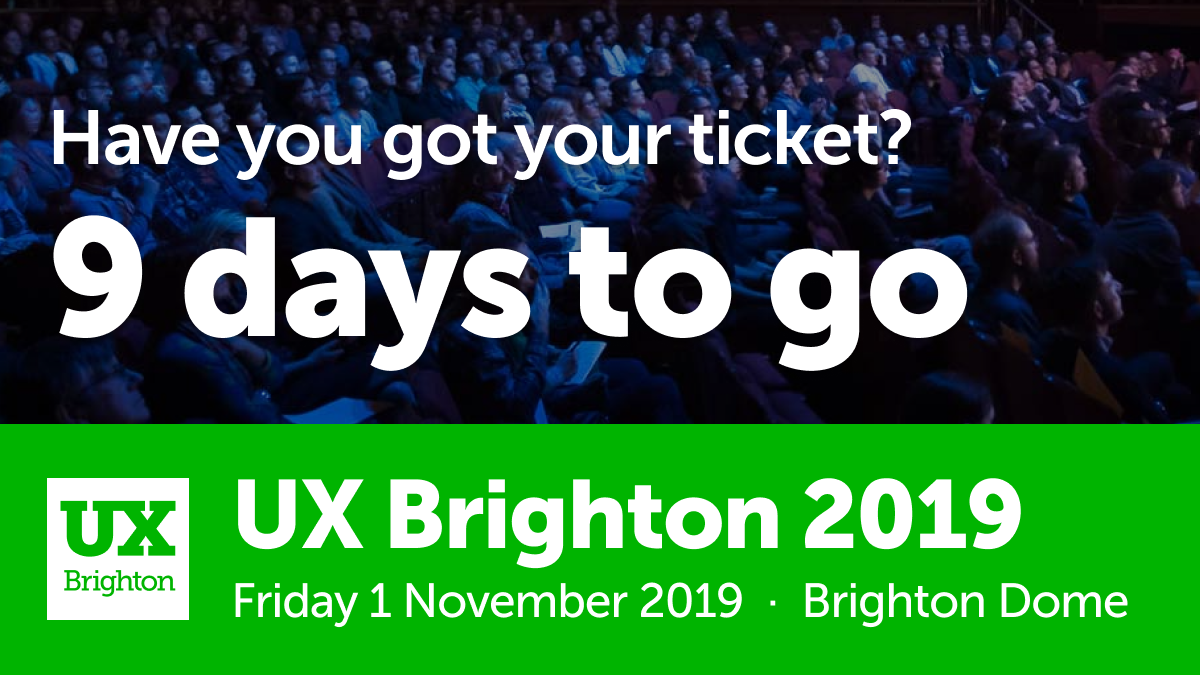 Have you got your ticket?
9 days to go
UX
Brighton
UX Brighton 2019
Friday 1 November 2019 · Brighton Dome